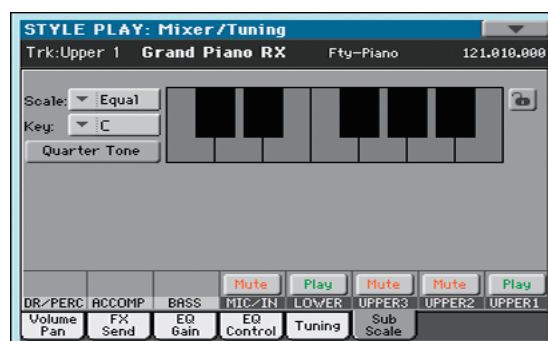 STYLE PLAY: Mixer/Tuning
Trk:Upper 1 Grand Piano RX Fty-Piano 121.010.000
Scale: Equal
Key: C
Quarter Tone
Mute Play Mute Mute Play
DR/PERC ACCOMP BASS MIC/IN LOWER UPPER3 UPPER2 UPPER1
Volume Pan FX Send EQ Gain EQ Control Tuning Sub Scale